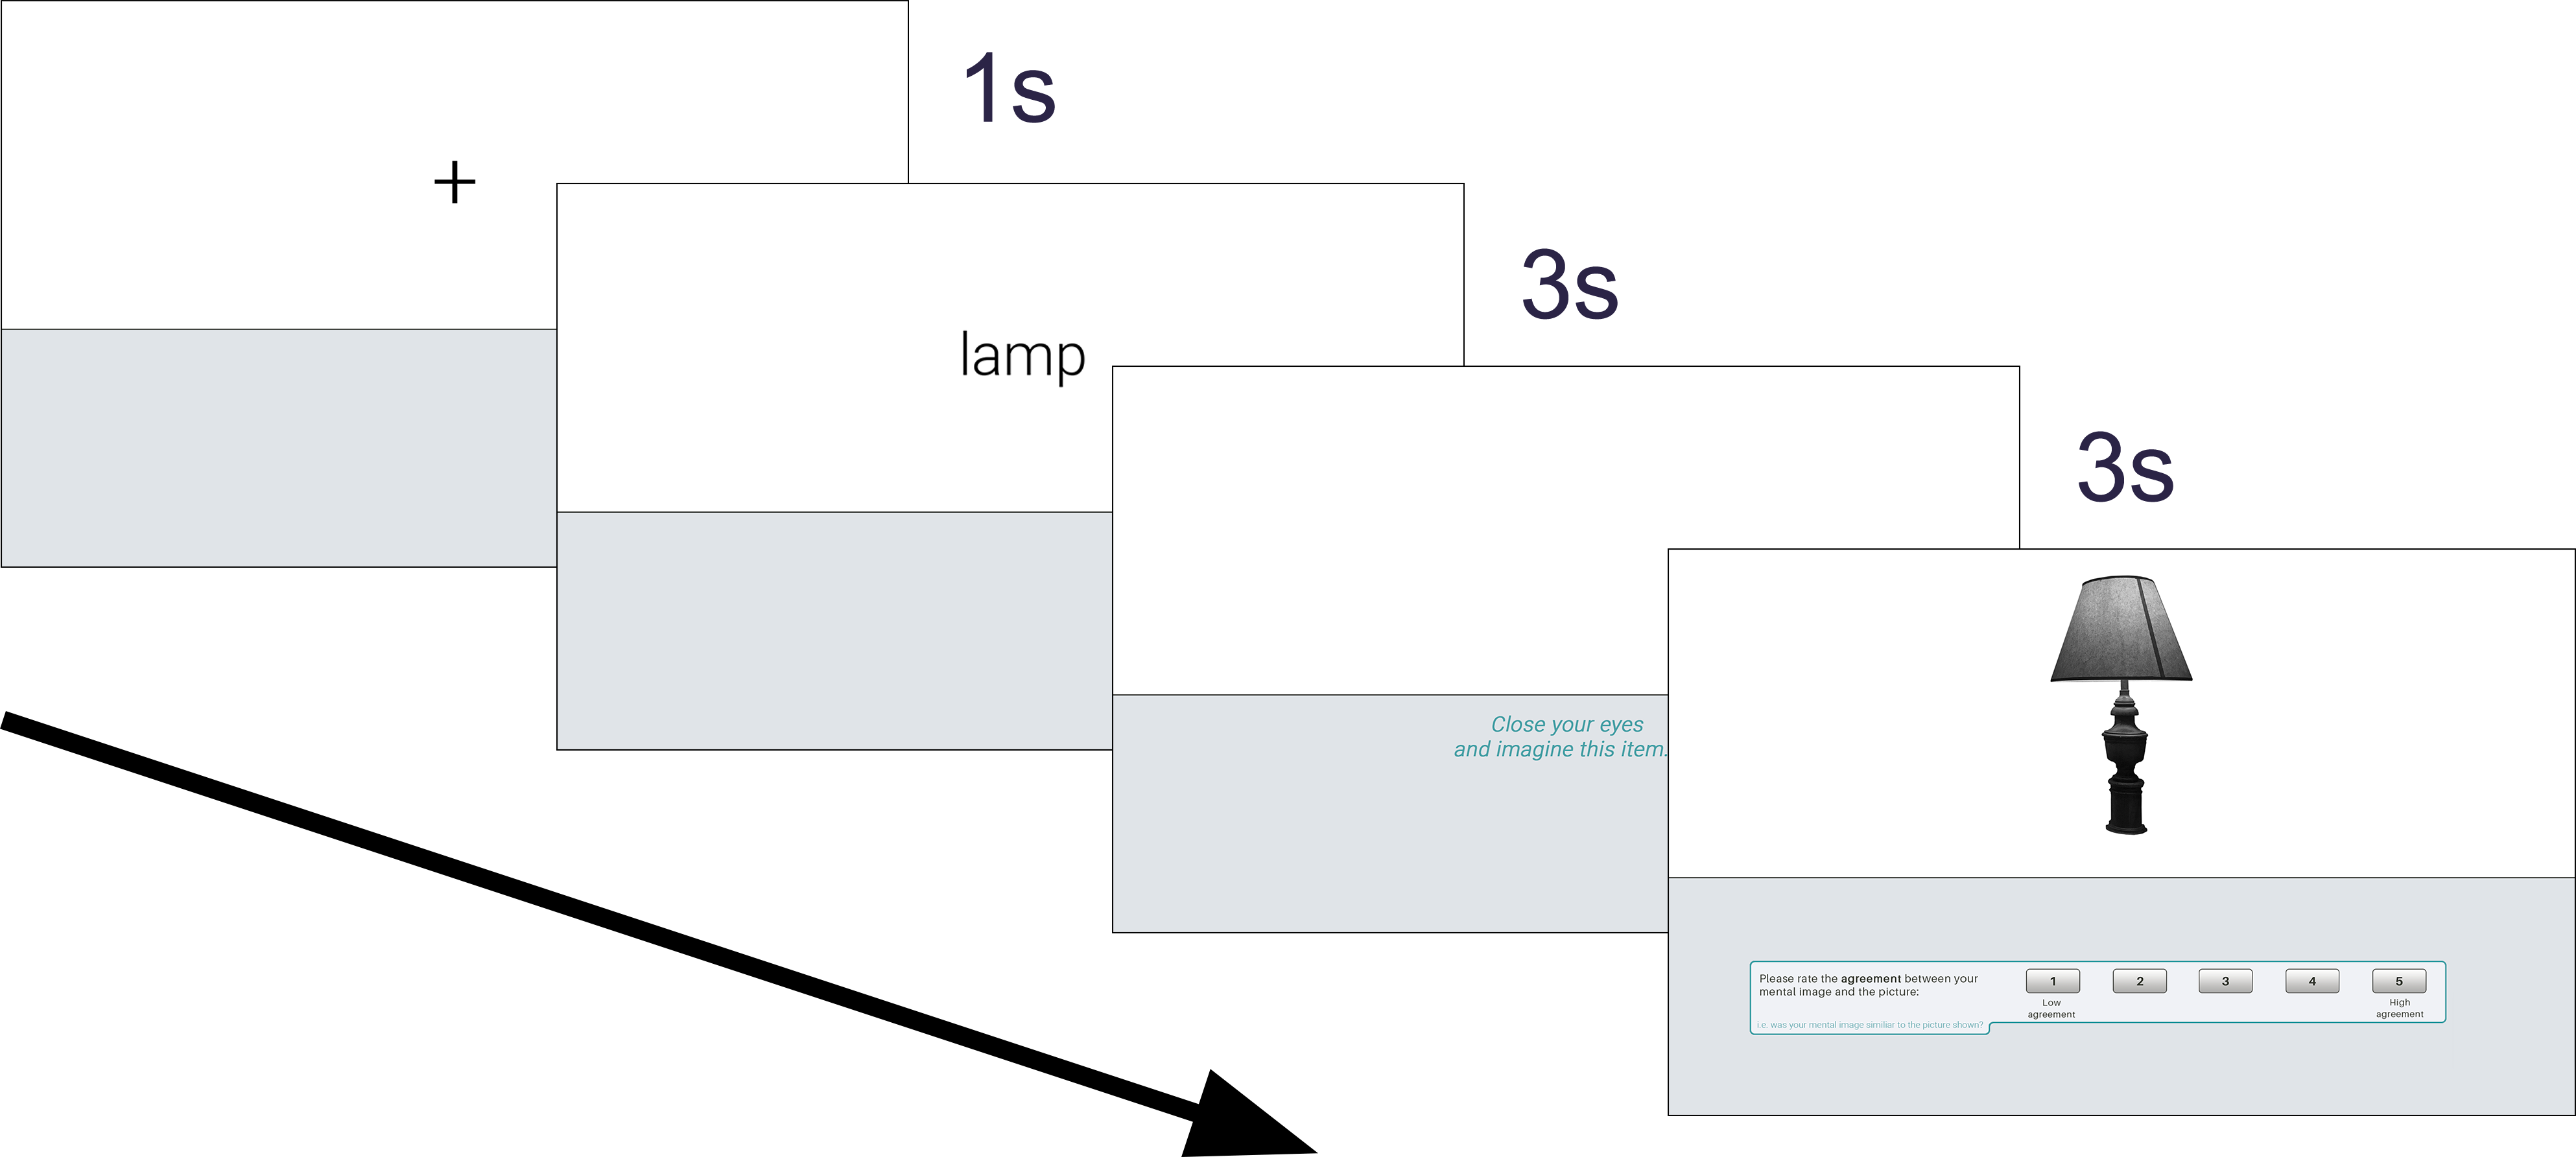 +
1s
lamp
3s
3s
Close your eyes
and imagine this item.
Please rate the agreement between your
mental image and the picture:
i.e. was your mental image similiar to the picture shown?
1 2 3 4 5
Low
agreement
High
agreement